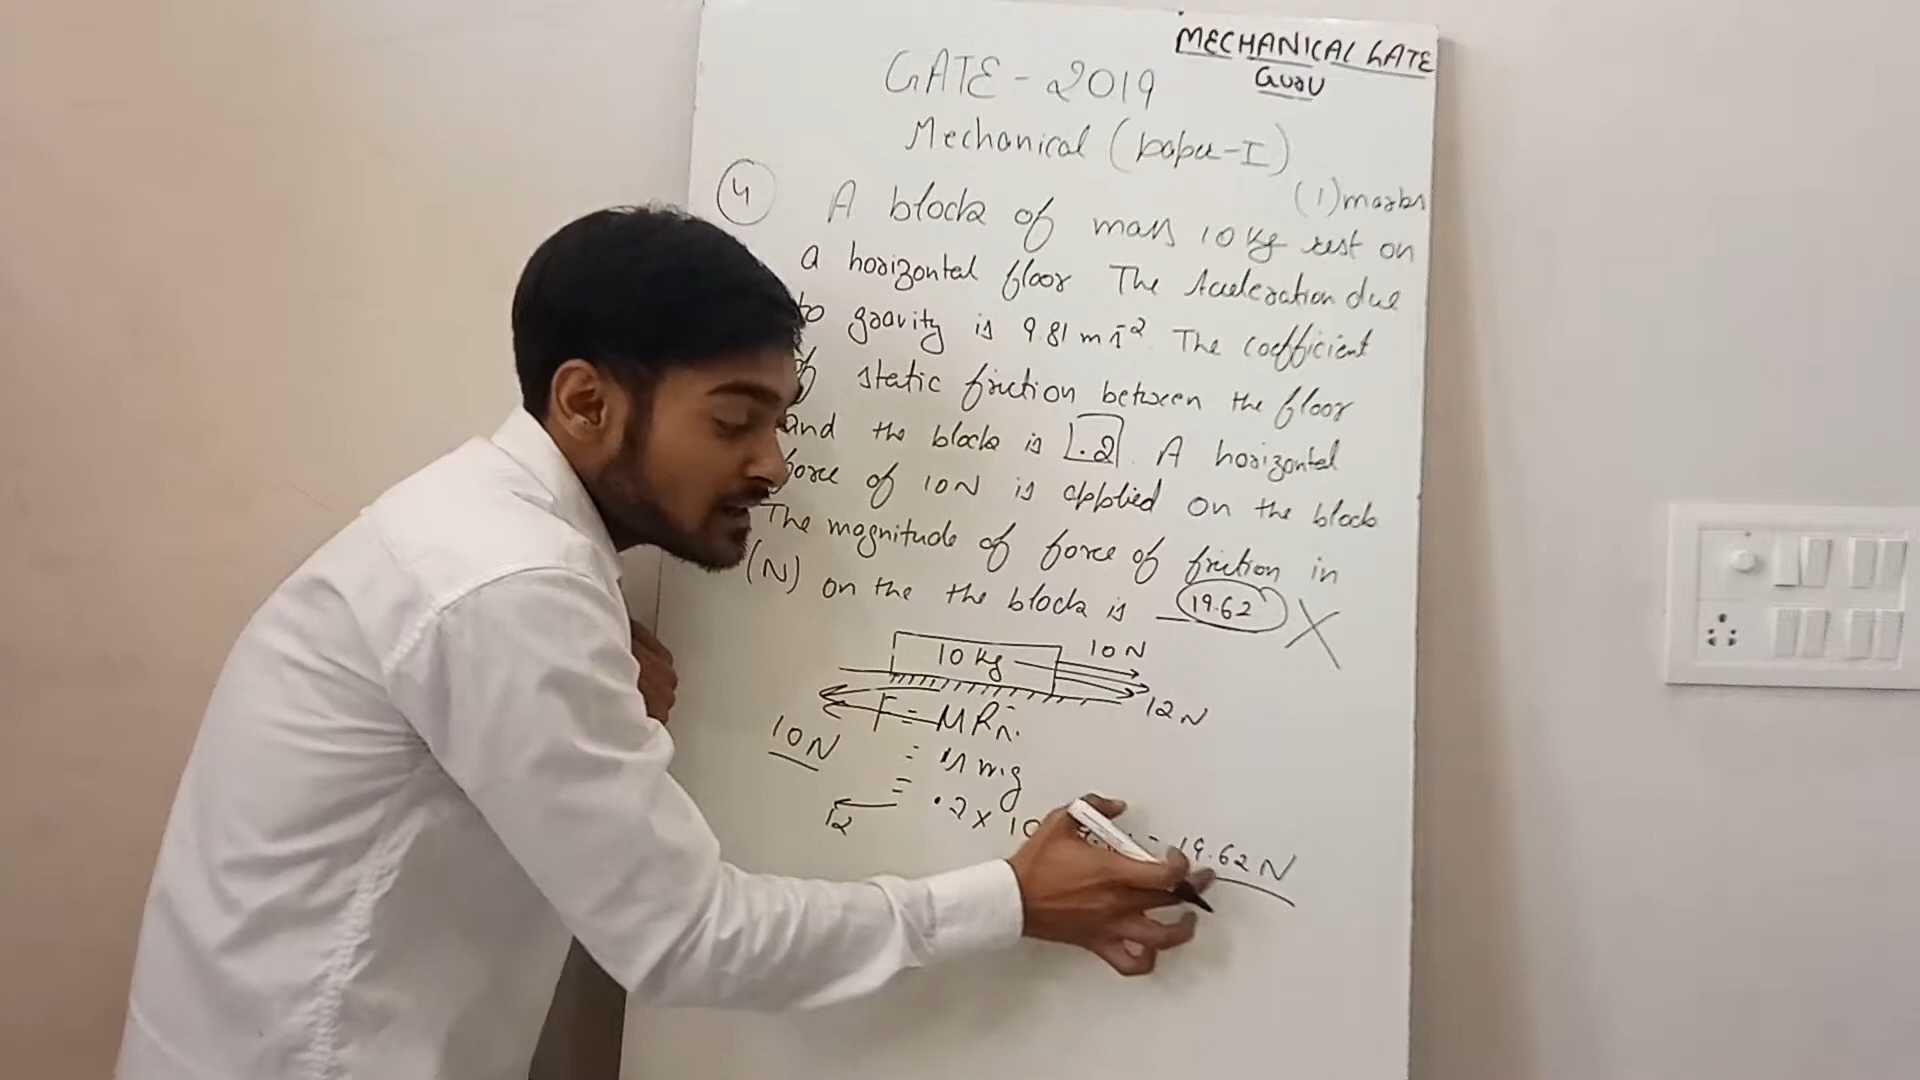 MECHANICAL GATE
GURU
GATE - 2019
Mechanical (paper-I)
(1) marks
4 A block of mass 10 kg rest on
a horizontal floor The Acceleration due
to gravity is 9.81 m s⁻² The coefficient
of static friction between the floor
and the block is .2 . A horizontal
force of 10N is applied on the block
The magnitude of force of friction in
(N) on the the block is 19.62 X
10 kg 10 N
12 N
10 N F = μ Rn
= μ mg
12 = .2 x 10 = 19.62 N